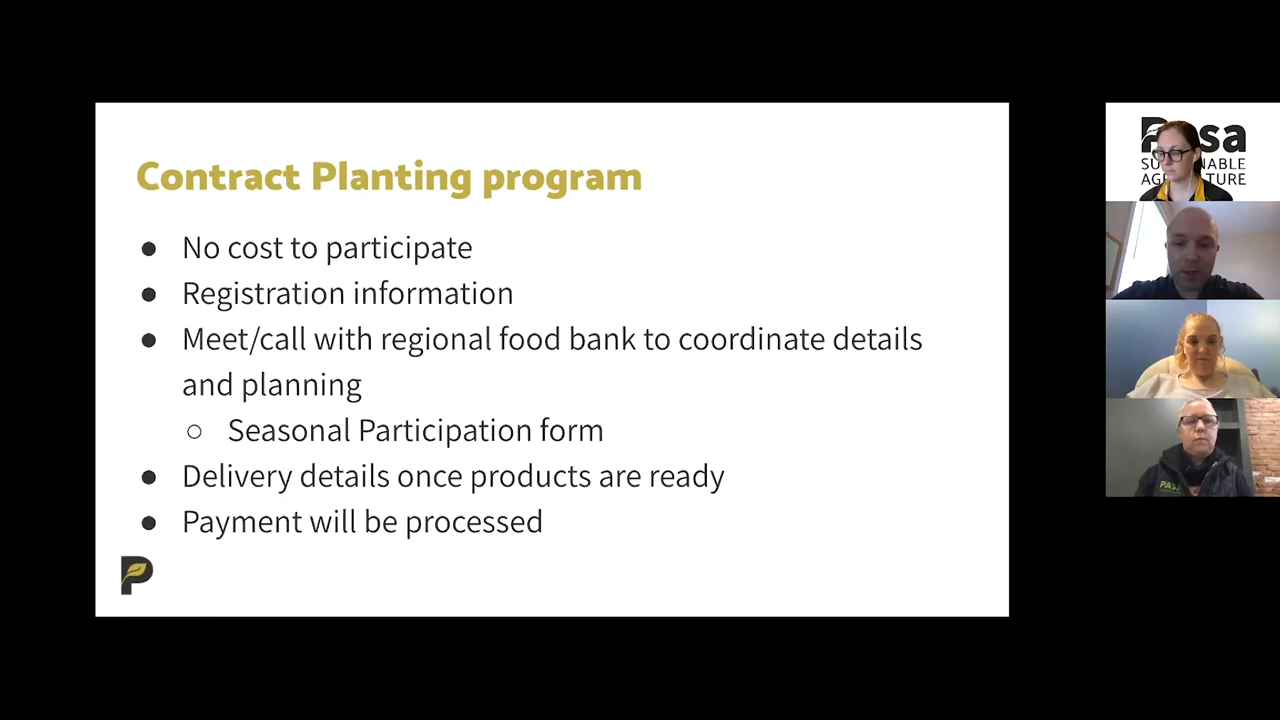 Contract Planting program
● No cost to participate
● Registration information
● Meet/call with regional food bank to coordinate details
and planning
○ Seasonal Participation form
● Delivery details once products are ready
● Payment will be processed
PASA